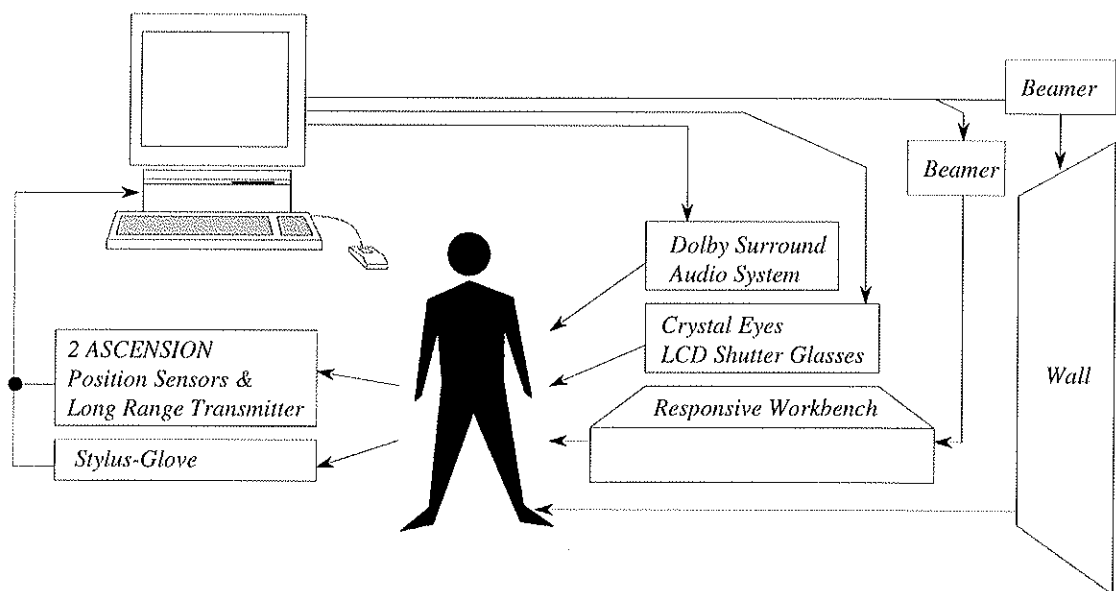 Beamer
Beamer
Dolby Surround
Audio System
Crystal Eyes
LCD Shutter Glasses
2 ASCENSION
Position Sensors &
Long Range Transmitter
Wall
Responsive Workbench
Stylus-Glove